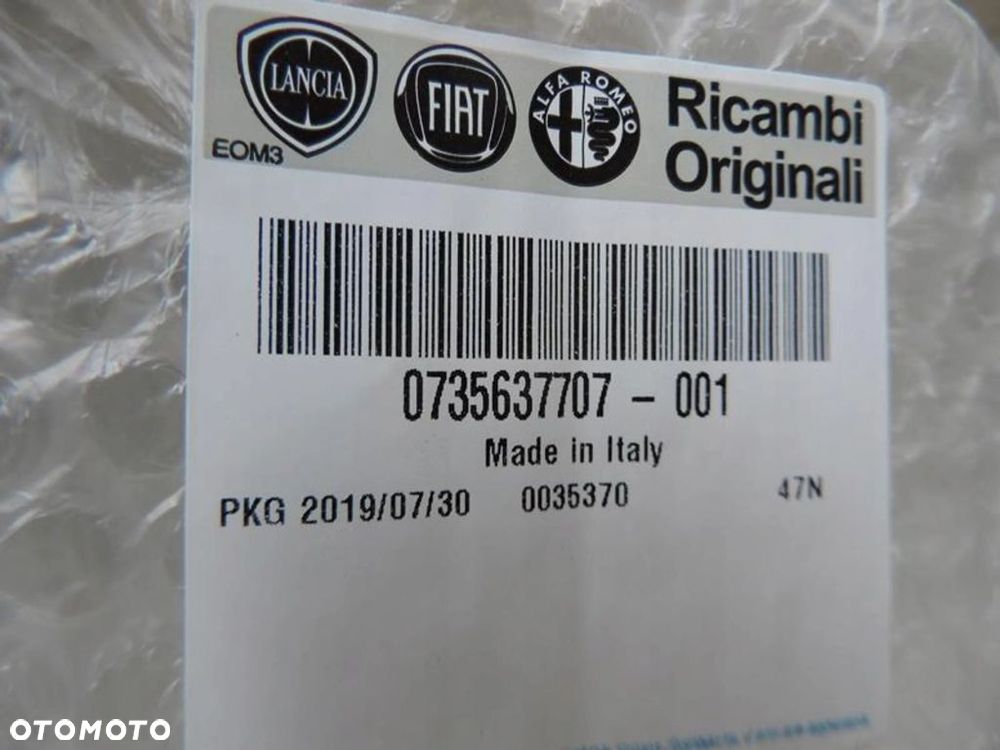 LANCIA
FIAT
ALFA ROMEO
Ricambi
Originali
EOM3
0735637707 - 001
Made in Italy
PKG 2019/07/30 0035370 47N
OTOMOTO